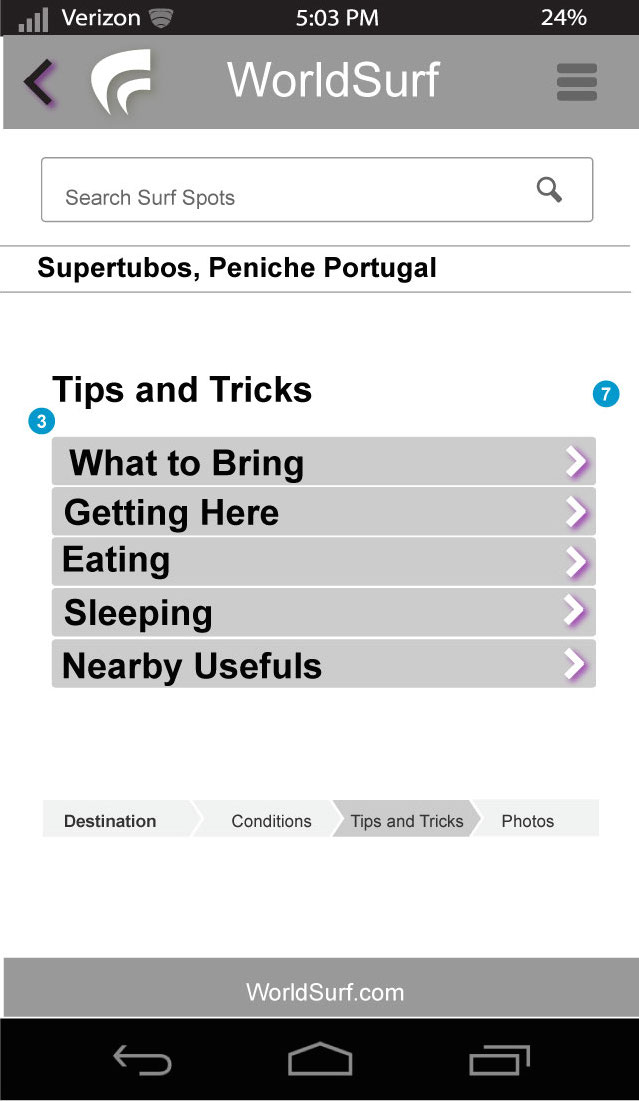 Verizon 5:03 PM 24%
WorldSurf
Search Surf Spots
Supertubos, Peniche Portugal
Tips and Tricks
7
3
What to Bring
Getting Here
Eating
Sleeping
Nearby Usefuls
Destination Conditions Tips and Tricks Photos
WorldSurf.com